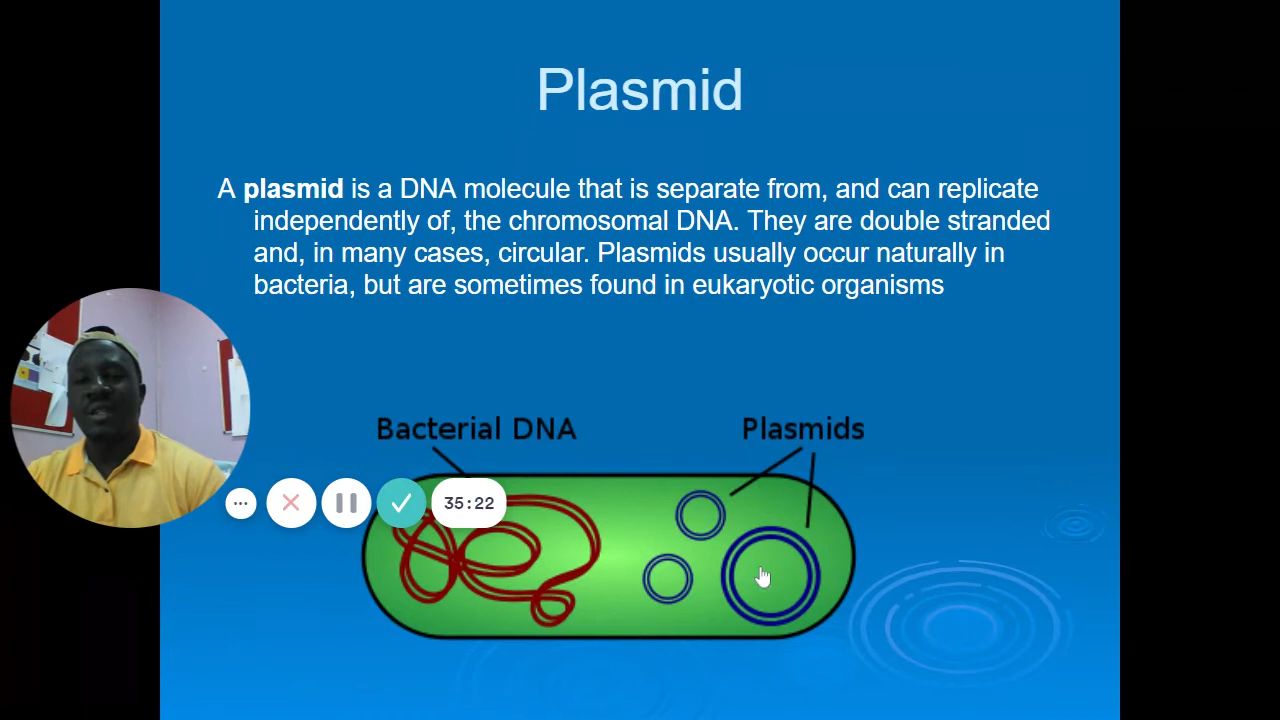 Plasmid
A plasmid is a DNA molecule that is separate from, and can replicate
independently of, the chromosomal DNA. They are double stranded
and, in many cases, circular. Plasmids usually occur naturally in
bacteria, but are sometimes found in eukaryotic organisms
Bacterial DNA
Plasmids
35:22